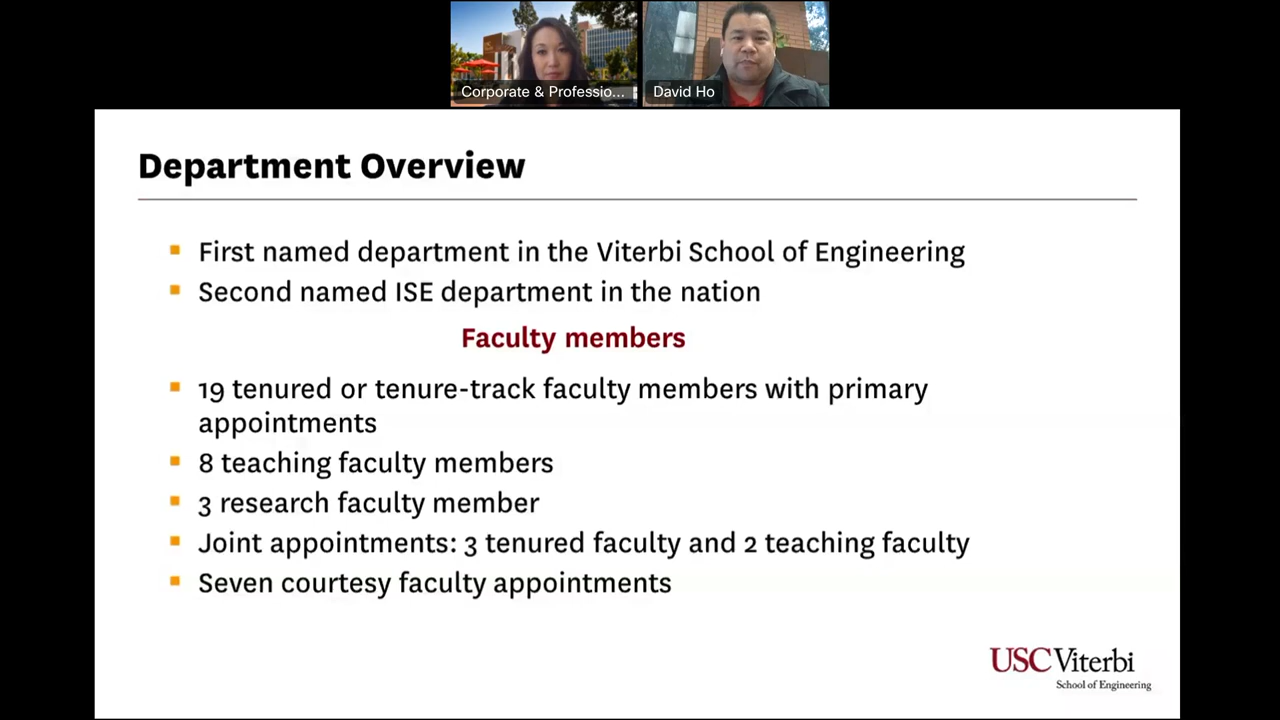 Corporate & Professio...
David Ho
Department Overview
▪ First named department in the Viterbi School of Engineering
▪ Second named ISE department in the nation
Faculty members
▪ 19 tenured or tenure-track faculty members with primary
appointments
▪ 8 teaching faculty members
▪ 3 research faculty member
▪ Joint appointments: 3 tenured faculty and 2 teaching faculty
▪ Seven courtesy faculty appointments
USC Viterbi
School of Engineering